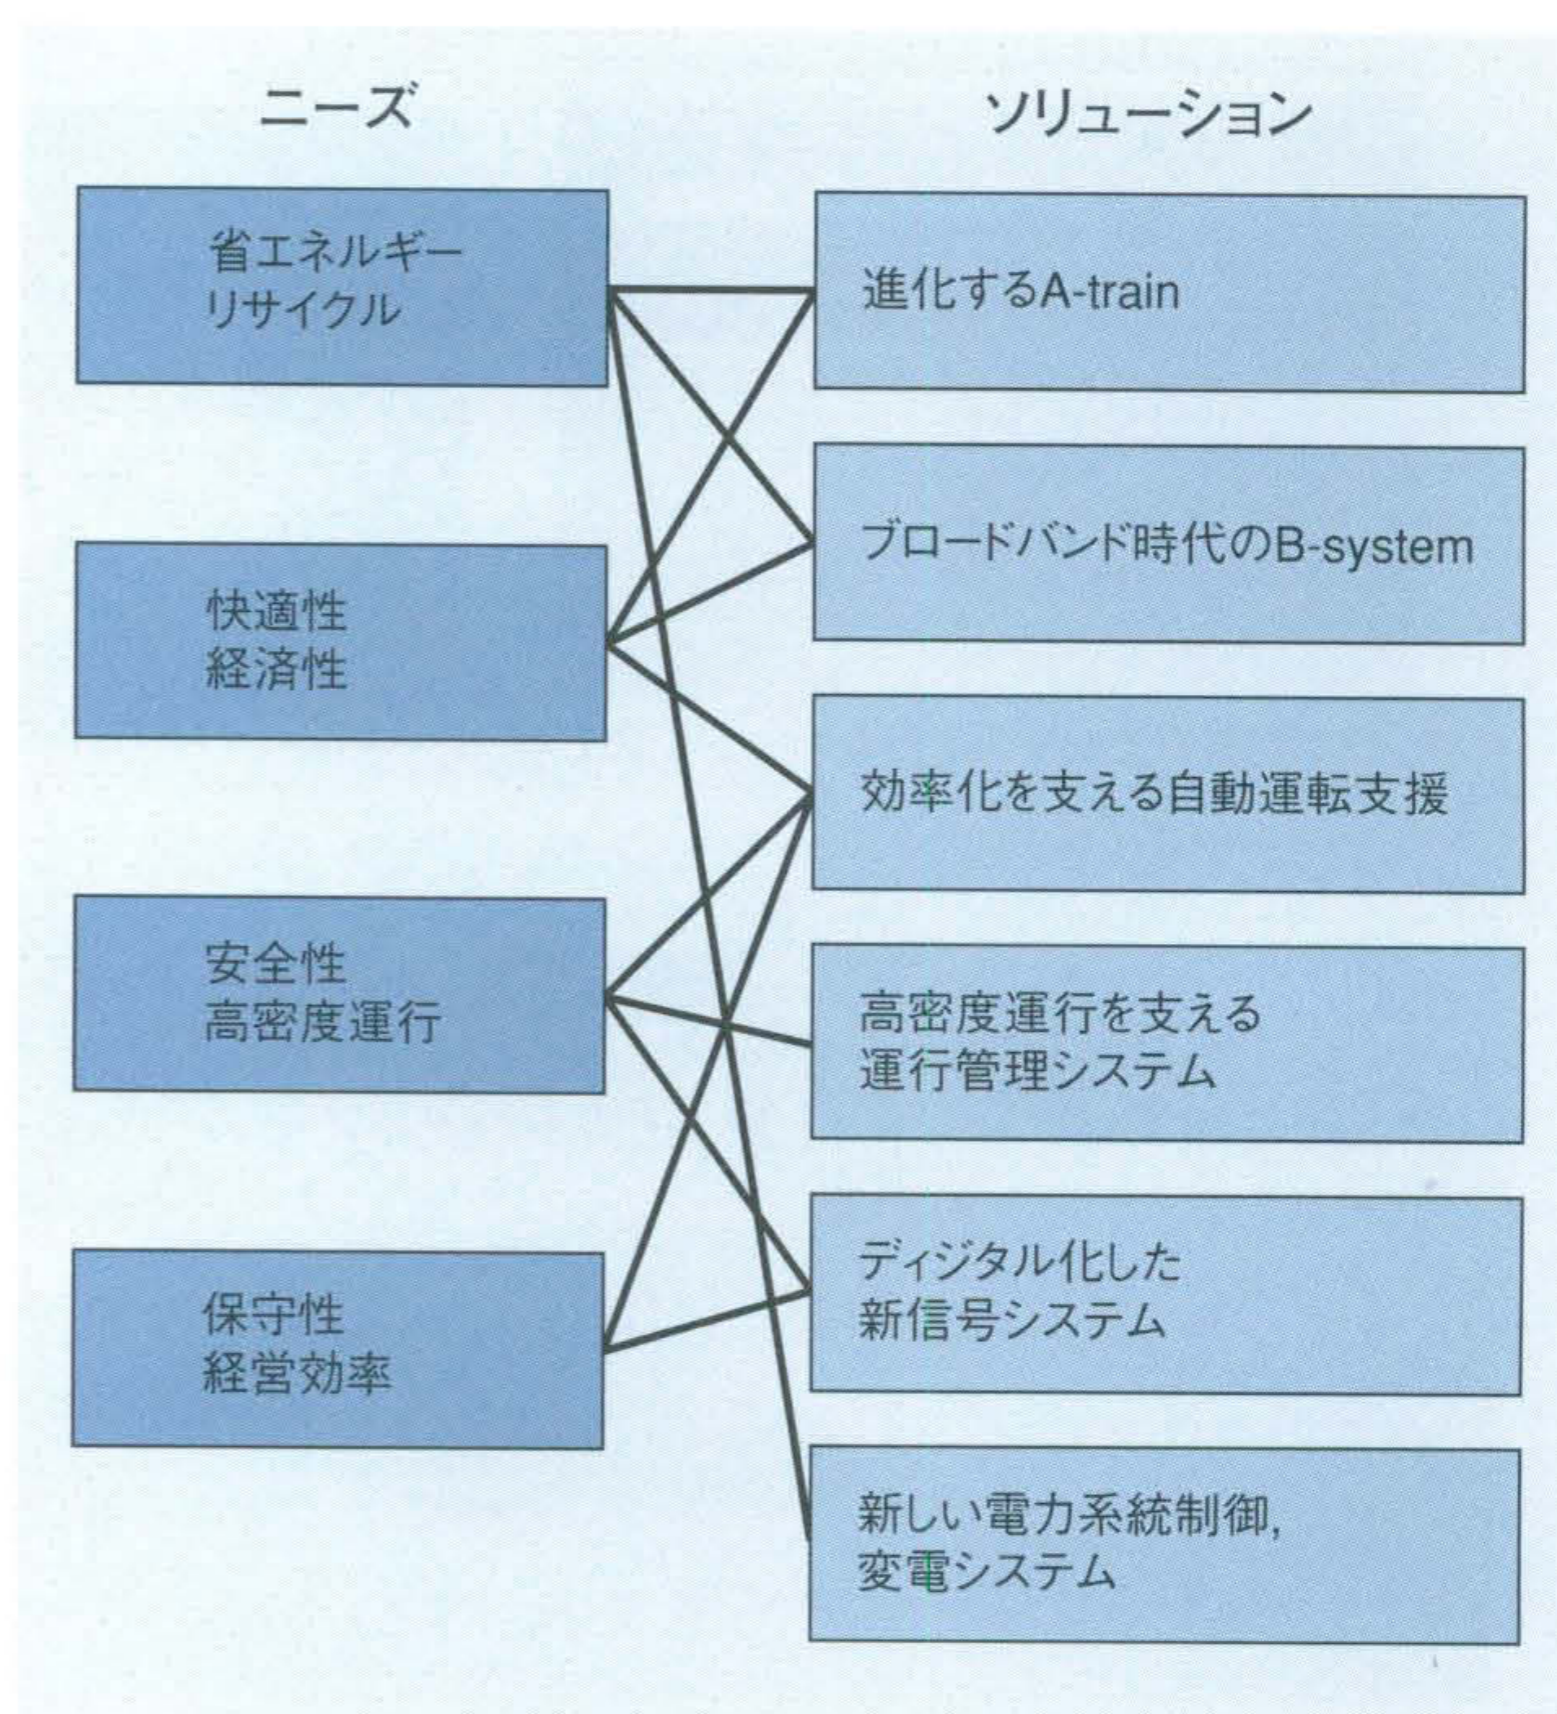 ニーズ
ソリューション
省エネルギー
リサイクル
快適性
経済性
安全性
高密度運行
保守性
経営効率
進化するA-train
ブロードバンド時代のB-system
効率化を支える自動運転支援
高密度運行を支える
運行管理システム
ディジタル化した
新信号システム
新しい電力系統制御,
変電システム